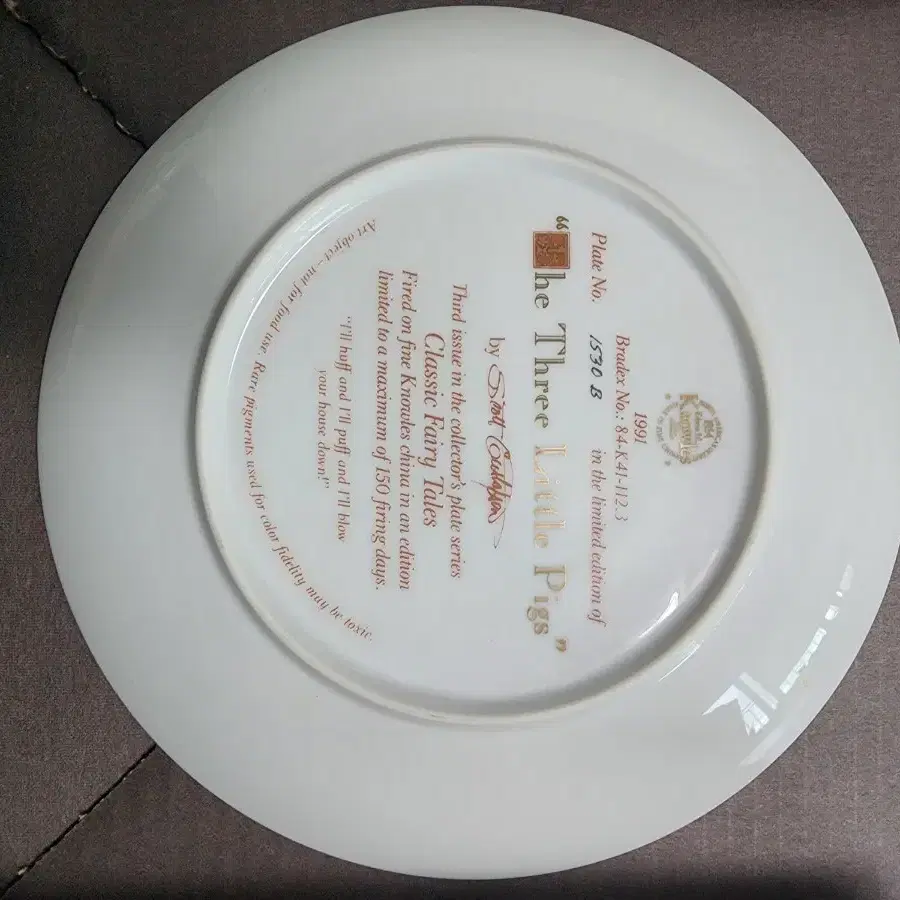 Knowles
1991
Bradex No.: 84-K41-112.3
Plate No. 1530 B in the limited edition of
“The Three Little Pigs”
by
Third issue in the collector's plate series
Classic Fairy Tales
Fired on fine Knowles china in an edition
limited to a maximum of 150 firing days.
“I'll huff and I'll puff and I'll blow
your house down!”
Art object—not for food use. Rare pigments used for color fidelity may be toxic.